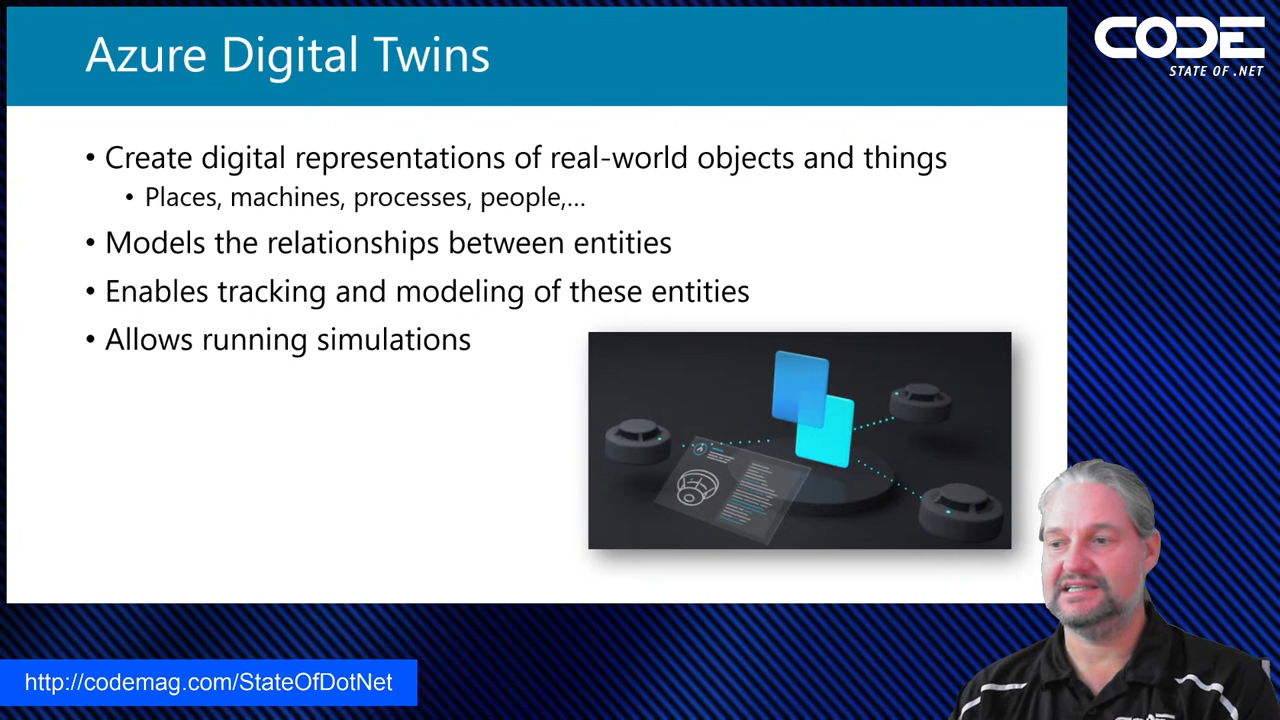 Azure Digital Twins
CODE
STATE OF .NET
• Create digital representations of real-world objects and things
• Places, machines, processes, people,...
• Models the relationships between entities
• Enables tracking and modeling of these entities
• Allows running simulations
http://codemag.com/StateOfDotNet